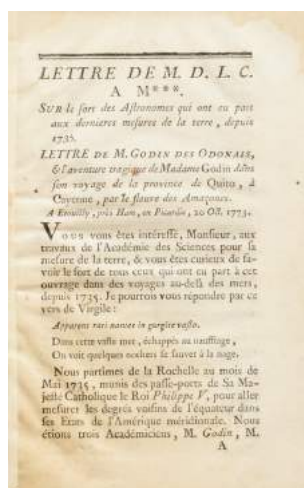 LETTRE DE M. D. L. C.
A M***.
SUR le sort des Astronomes qui ont eu part
aux dernieres mesures de la terre, depuis
1735.
LETTRE DE M. GODIN DES ODONAIS,
& l'aventure tragique de Madame Godin dans
son voyage de la province de Quito, à
Cayenne, par le fleuve des Amazones.
A Etouilly, près Ham, en Picardie, 20 Oct. 1773.
VOUS vous êtes intéressé, Monsieur, aux
travaux de l'Académie des Sciences pour la
mesure de la terre, & vous êtes curieux de sa-
voir le sort de tous ceux qui ont eu part à cet
ouvrage dans des voyages au-delà des mers,
depuis 1735. Je pourrois vous répondre par ce
vers de Virgile :
Apparent rari nantes in gurgite vasto.
Dans cette vaste mer, échappés au naufrage,
On voit quelques nochers se sauver à la nage.
Nous partimes de la Rochelle au mois de
Mai 1735, munis des passe-ports de Sa Ma-
jesté Catholique le Roi Philippe V, pour aller
mesurer les degrés voisins de l'équateur dans
ses Etats de l'Amérique méridionale. Nous
étions trois Académiciens, M. Godin, M.
A